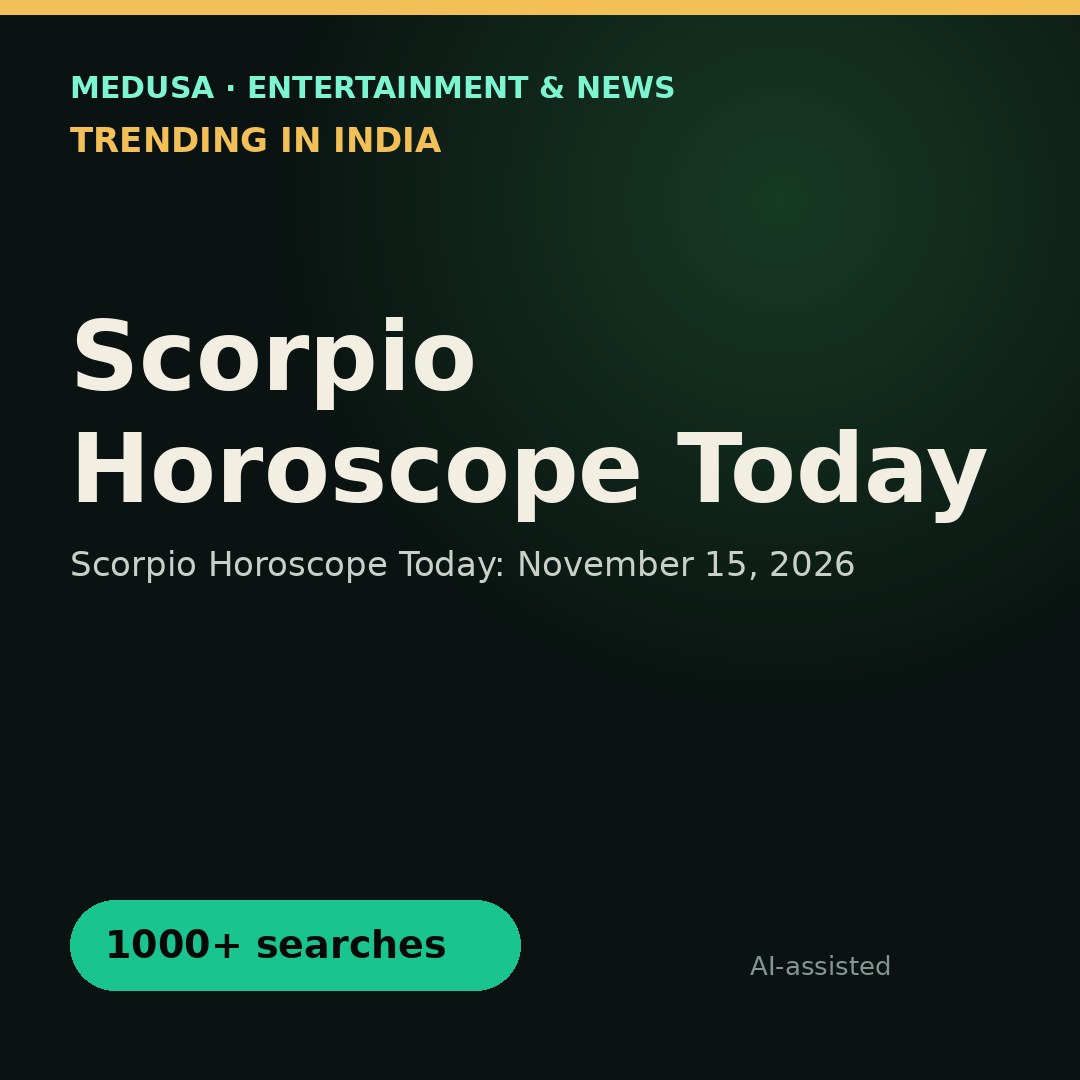 MEDUSA · ENTERTAINMENT & NEWS
TRENDING IN INDIA
Scorpio
Horoscope Today
Scorpio Horoscope Today: November 15, 2026
1000+ searches
AI-assisted